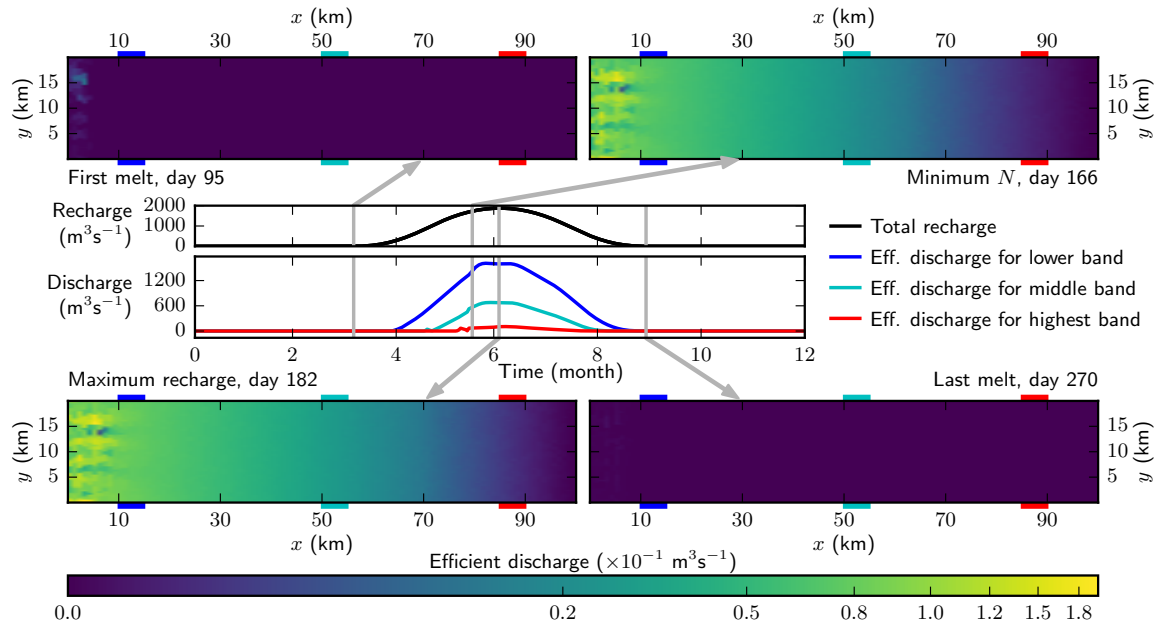 x (km)
x (km)
10 30 50 70 90
10 30 50 70 90
y (km)
15
10
5
15
10
5
y (km)
First melt, day 95
Minimum N, day 166
Recharge
(m³s⁻¹)
2000
0
Discharge
(m³s⁻¹)
1200
600
0
0 2 4 6 8 10 12
Time (month)
Total recharge
Eff. discharge for lower band
Eff. discharge for middle band
Eff. discharge for highest band
Maximum recharge, day 182
Last melt, day 270
y (km)
15
10
5
15
10
5
y (km)
10 30 50 70 90
10 30 50 70 90
x (km)
x (km)
Efficient discharge (×10⁻¹ m³s⁻¹)
0.0 0.2 0.5 0.8 1.0 1.2 1.5 1.8